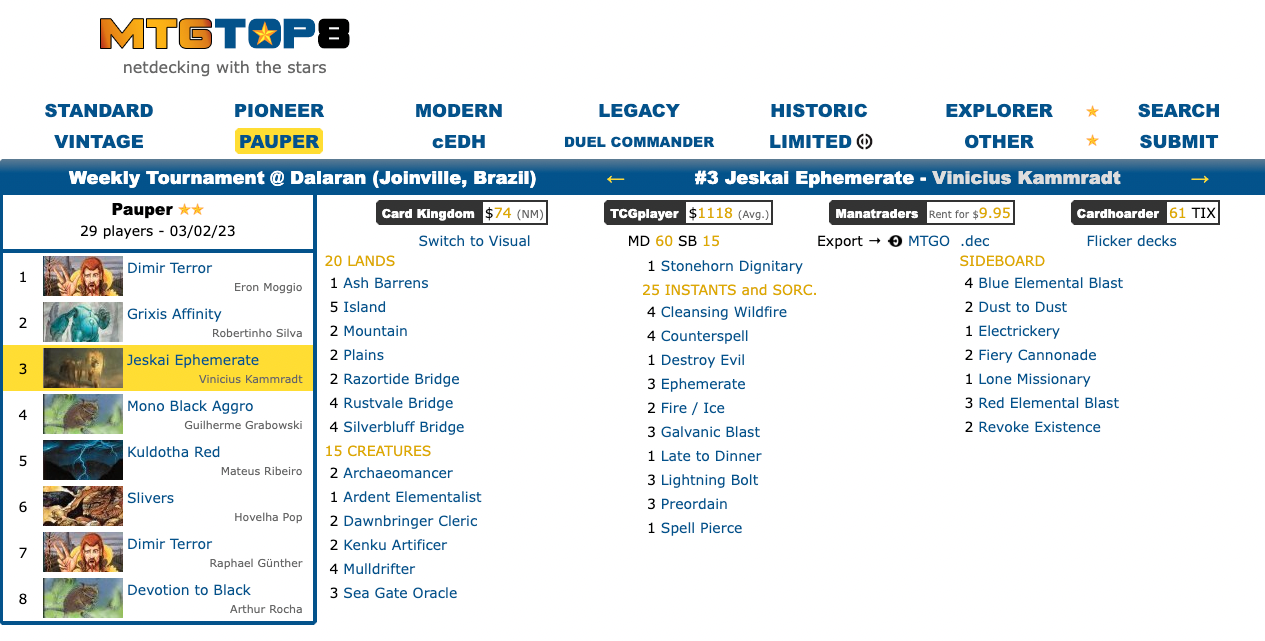 MTGTOP8
netdecking with the stars
STANDARD PIONEER MODERN LEGACY HISTORIC EXPLORER SEARCH
VINTAGE PAUPER cEDH DUEL COMMANDER LIMITED OTHER SUBMIT
Weekly Tournament @ Dalaran (Joinville, Brazil) ← #3 Jeskai Ephemerate - Vinicius Kammradt →
Pauper
29 players - 03/02/23
1 Dimir Terror
Eron Moggio
2 Grixis Affinity
Robertinho Silva
3 Jeskai Ephemerate
Vinicius Kammradt
4 Mono Black Aggro
Guilherme Grabowski
5 Kuldotha Red
Mateus Ribeiro
6 Slivers
Hovelha Pop
7 Dimir Terror
Raphael Günther
8 Devotion to Black
Arthur Rocha
Card Kingdom $74 (NM) TCGplayer $1118 (Avg.) Manatraders Rent for $9.95 Cardhoarder 61 TIX
Switch to Visual MD 60 SB 15 Export → MTGO .dec Flicker decks
20 LANDS
1 Ash Barrens
5 Island
2 Mountain
2 Plains
2 Razortide Bridge
4 Rustvale Bridge
4 Silverbluff Bridge
15 CREATURES
2 Archaeomancer
1 Ardent Elementalist
2 Dawnbringer Cleric
2 Kenku Artificer
4 Mulldrifter
3 Sea Gate Oracle
1 Stonehorn Dignitary
25 INSTANTS and SORC.
4 Cleansing Wildfire
4 Counterspell
1 Destroy Evil
3 Ephemerate
2 Fire / Ice
3 Galvanic Blast
1 Late to Dinner
3 Lightning Bolt
3 Preordain
1 Spell Pierce
SIDEBOARD
4 Blue Elemental Blast
2 Dust to Dust
1 Electrickery
2 Fiery Cannonade
1 Lone Missionary
3 Red Elemental Blast
2 Revoke Existence